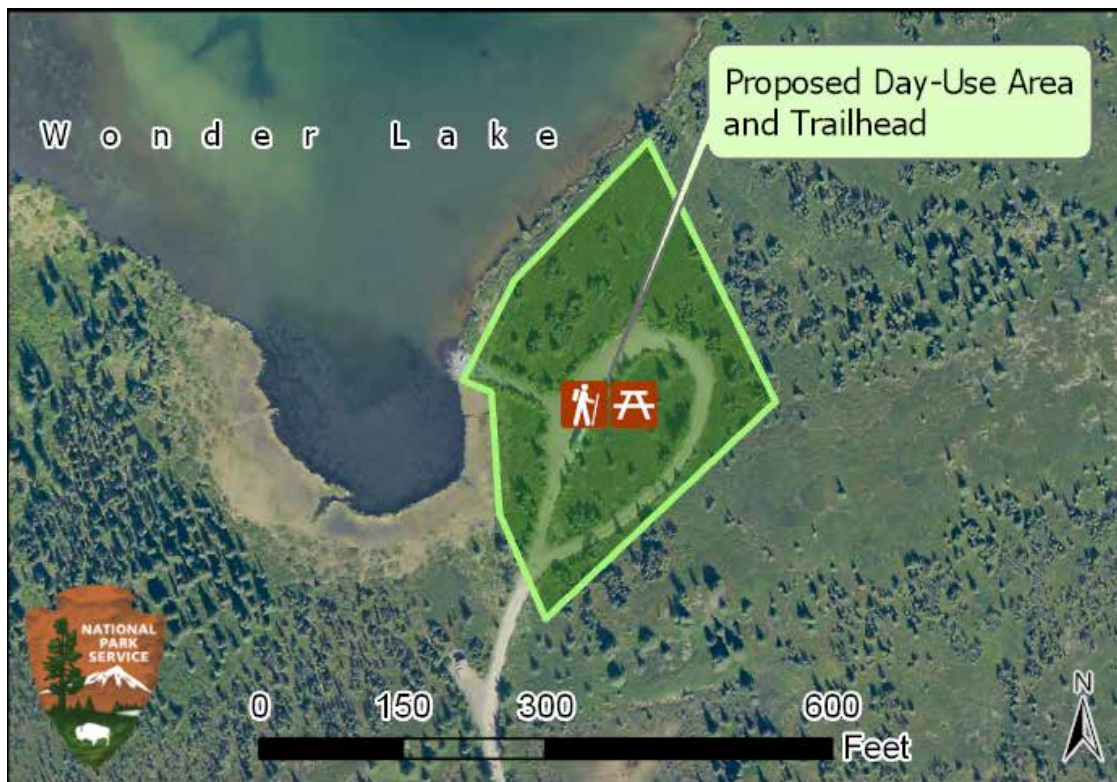 Proposed Day-Use Area
and Trailhead
Wonder Lake
NATIONAL
PARK
SERVICE
0 150 300 600
Feet
N